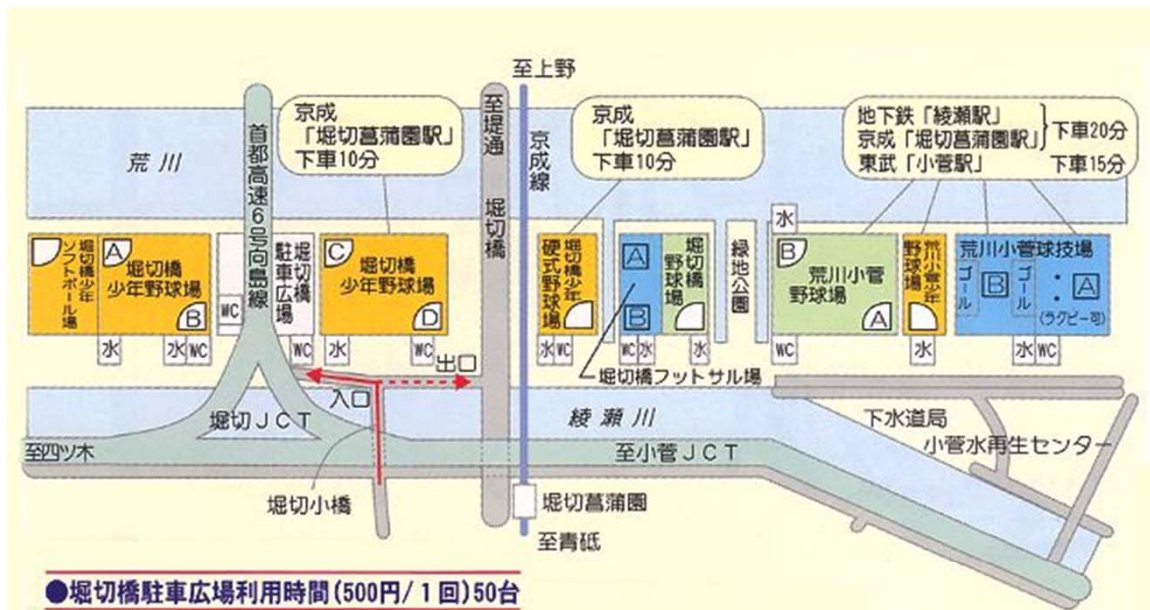 至上野
京成
「堀切菖蒲園駅」
下車10分
京成
「堀切菖蒲園駅」
下車10分
地下鉄「綾瀬駅」
京成「堀切菖蒲園駅」
下車20分
東武「小菅駅」
下車15分
荒川
首都高速6号向島線
至堤通
堀切橋
京成線
堀切橋少年
ソフトボール場
A
堀切橋
少年野球場
B
堀切橋
駐車広場
C
堀切橋
少年野球場
D
堀切橋少年
硬式野球場
A
B
堀切橋
野球場
緑地公園
水
B
荒川小菅
野球場
A
荒川小菅少年
野球場
荒川小菅球技場
ゴール
B
ゴール
A
(ラグビー可)
WC
水
水
WC
WC
水
WC
水
WC
WC
水
水
WC
水
水
WC
堀切橋フットサル場
出口
入口
堀切JCT
綾瀬川
下水道局
小菅水再生センター
至四ツ木
至小菅JCT
堀切小橋
堀切菖蒲園
至青砥
●堀切橋駐車広場利用時間(500円/1回)50台